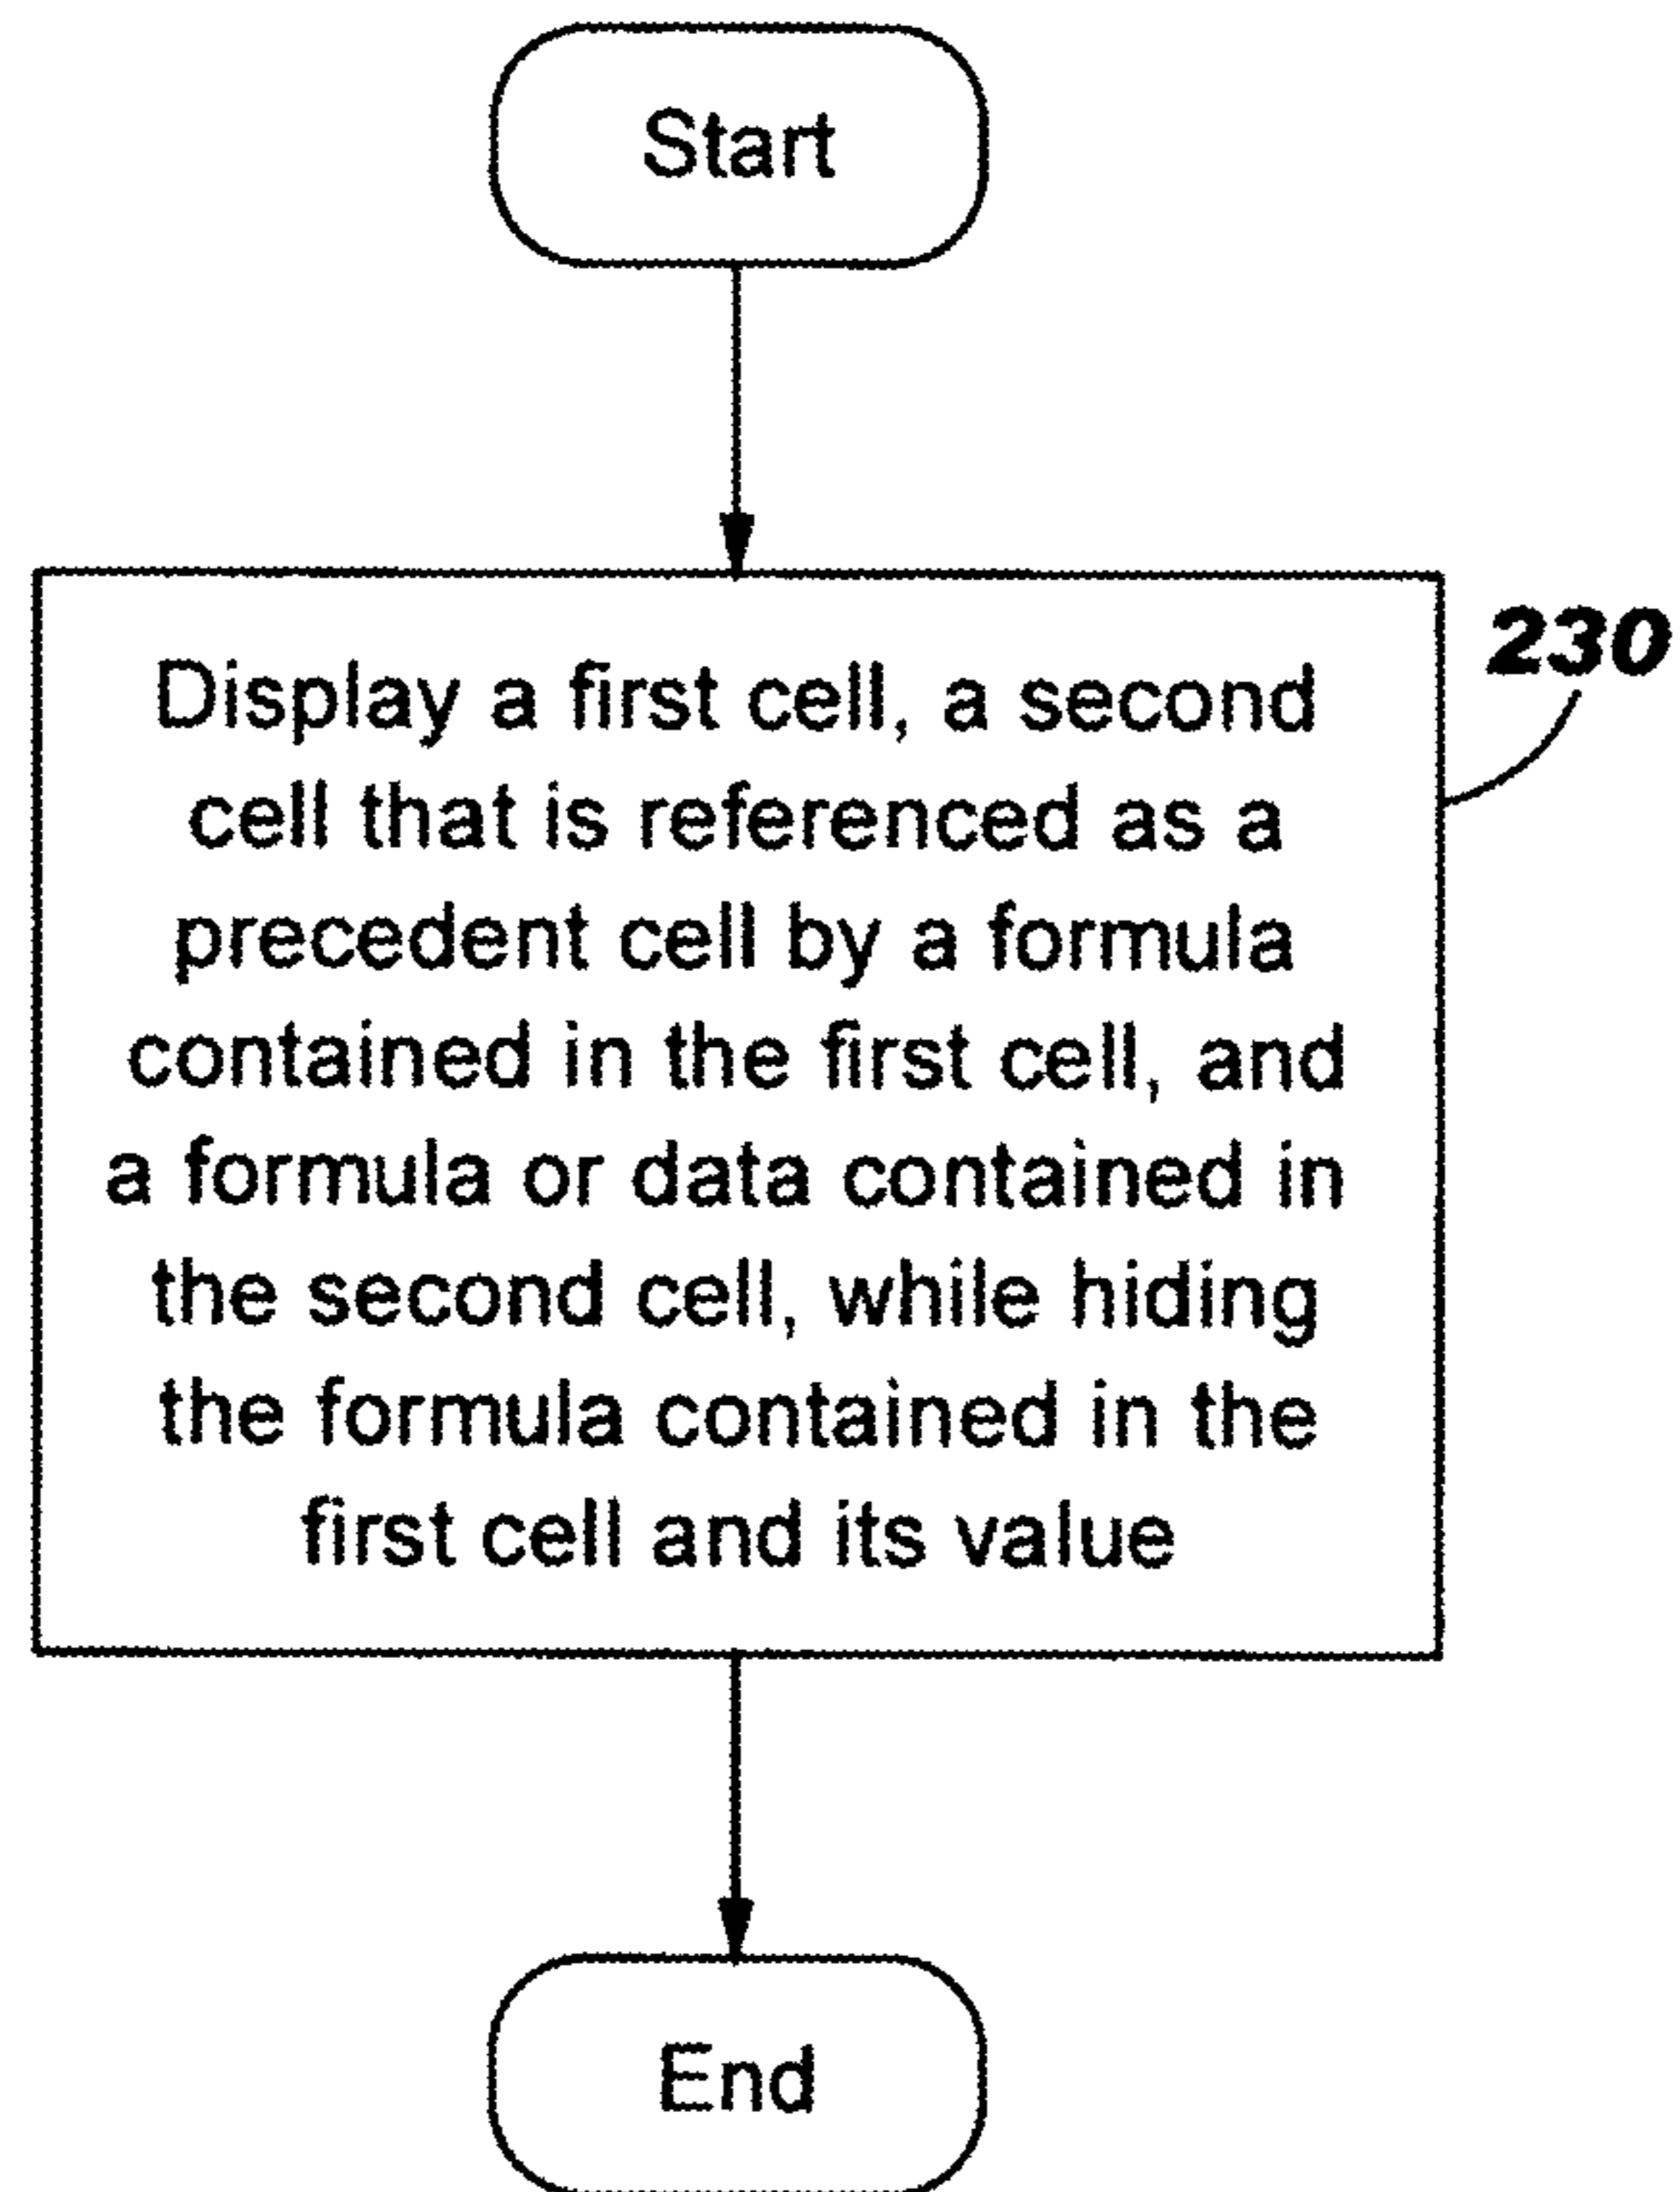 Start
230
Display a first cell, a second
cell that is referenced as a
precedent cell by a formula
contained in the first cell, and
a formula or data contained in
the second cell, while hiding
the formula contained in the
first cell and its value
End